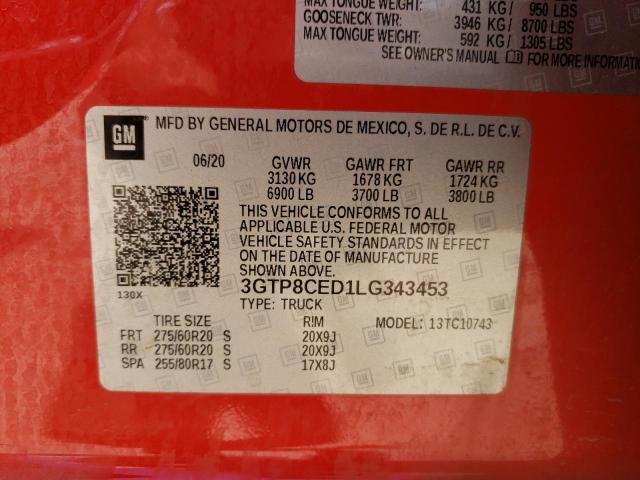 MAX TONGUE WEIGHT: 431 KG/ 950 LBS
GOOSENECK TWR: 3946 KG/ 8700 LBS
MAX TONGUE WEIGHT: 592 KG/ 1305 LBS
SEE OWNER'S MANUAL FOR MORE INFORMATION
GM MFD BY GENERAL MOTORS DE MEXICO, S. DE R.L. DE C.V.
06/20 GVWR GAWR FRT GAWR RR
3130 KG 1678 KG 1724 KG
6900 LB 3700 LB 3800 LB
THIS VEHICLE CONFORMS TO ALL
APPLICABLE U.S. FEDERAL MOTOR
VEHICLE SAFETY STANDARDS IN EFFECT
ON THE DATE OF MANUFACTURE
SHOWN ABOVE.
130X
3GTP8CED1LG343453
TYPE: TRUCK
TIRE SIZE RIM MODEL: 13TC10743
FRT 275/60R20 S 20X9J
RR 275/60R20 S 20X9J
SPA 255/80R17 S 17X8J